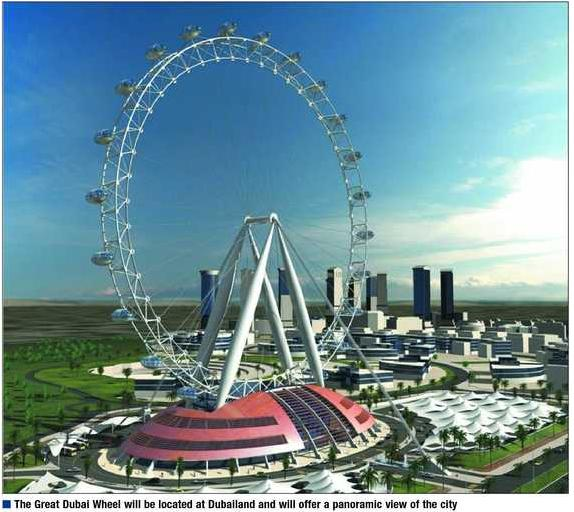 The Great Dubai Wheel will be located at Dubailand and will offer a panoramic view of the city